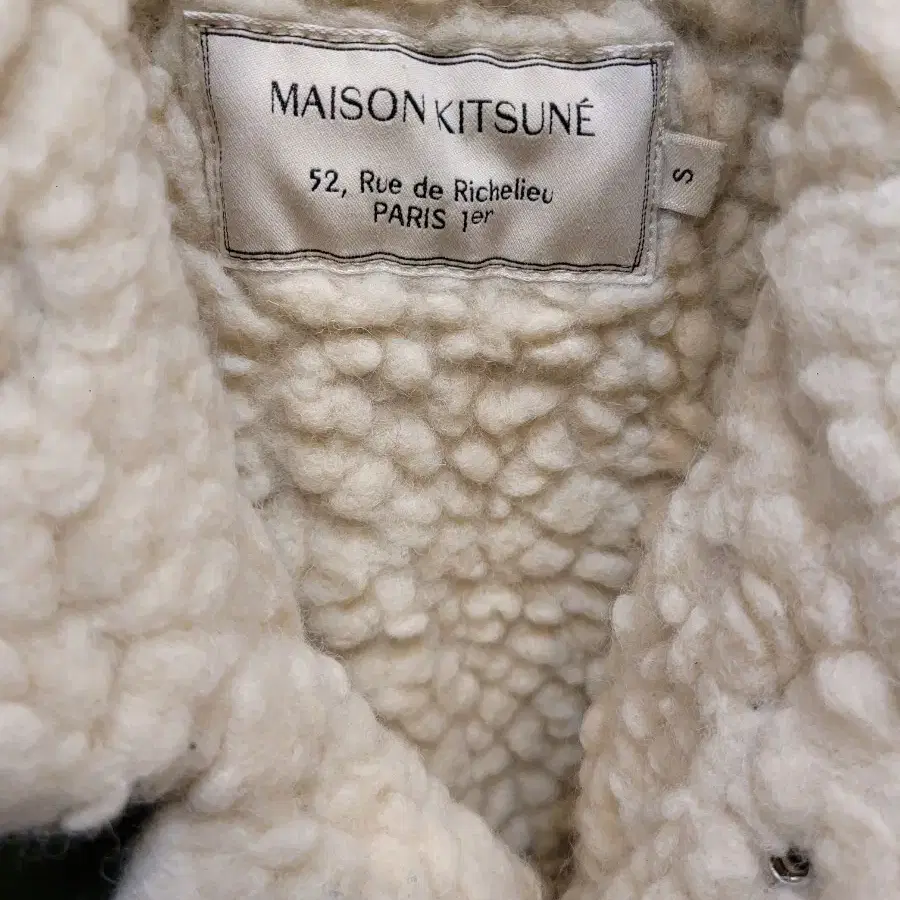 MAISON KITSUNÉ
52, Rue de Richelieu
PARIS 1er
S